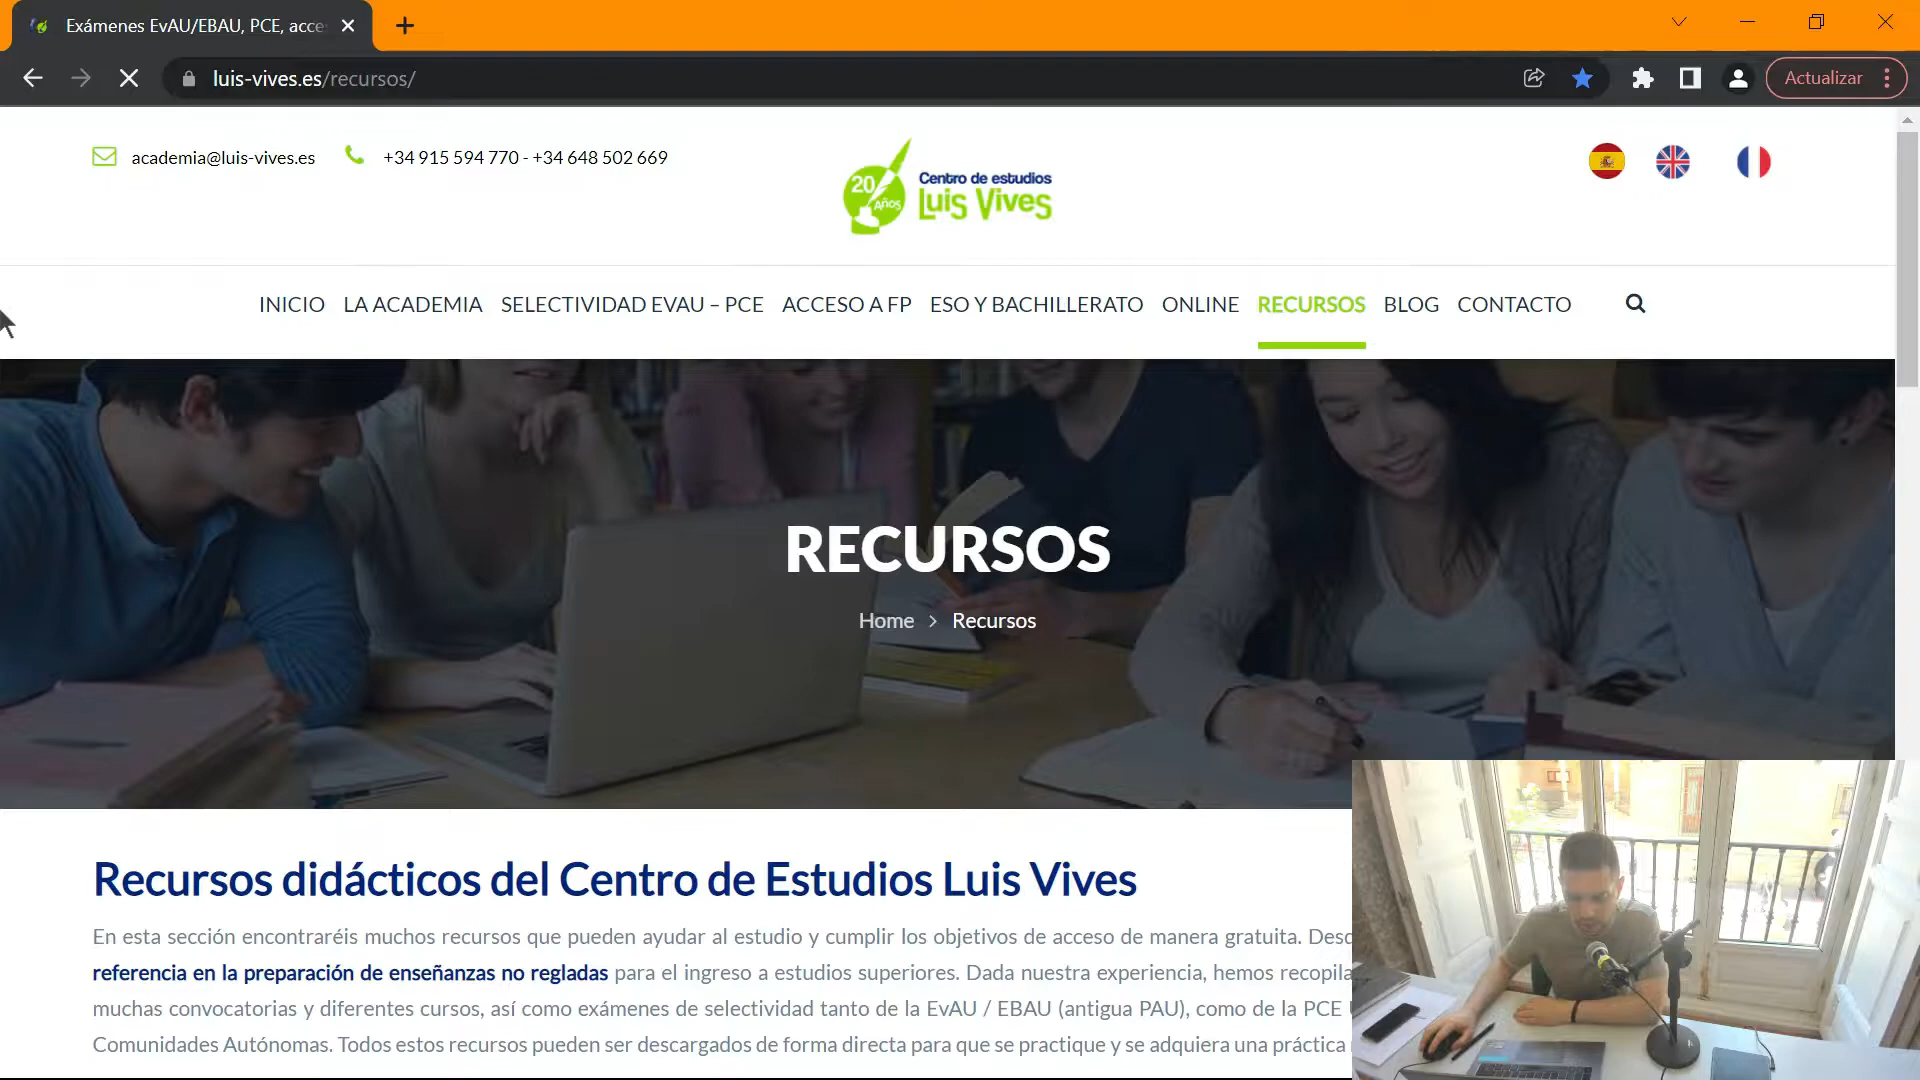 Exámenes EvAU/EBAU, PCE, acce
luis-vives.es/recursos/
Actualizar
academia@luis-vives.es
+34 915 594 770 - +34 648 502 669
20
Años
Centro de estudios
Luis Vives
INICIO LA ACADEMIA SELECTIVIDAD EVAU – PCE ACCESO A FP ESO Y BACHILLERATO ONLINE RECURSOS BLOG CONTACTO
RECURSOS
Home > Recursos
Recursos didácticos del Centro de Estudios Luis Vives
En esta sección encontraréis muchos recursos que pueden ayudar al estudio y cumplir los objetivos de acceso de manera gratuita. Desd
referencia en la preparación de enseñanzas no regladas para el ingreso a estudios superiores. Dada nuestra experiencia, hemos recopila
muchas convocatorias y diferentes cursos, así como exámenes de selectividad tanto de la EvAU / EBAU (antigua PAU), como de la PCE
Comunidades Autónomas. Todos estos recursos pueden ser descargados de forma directa para que se practique y se adquiera una práctica